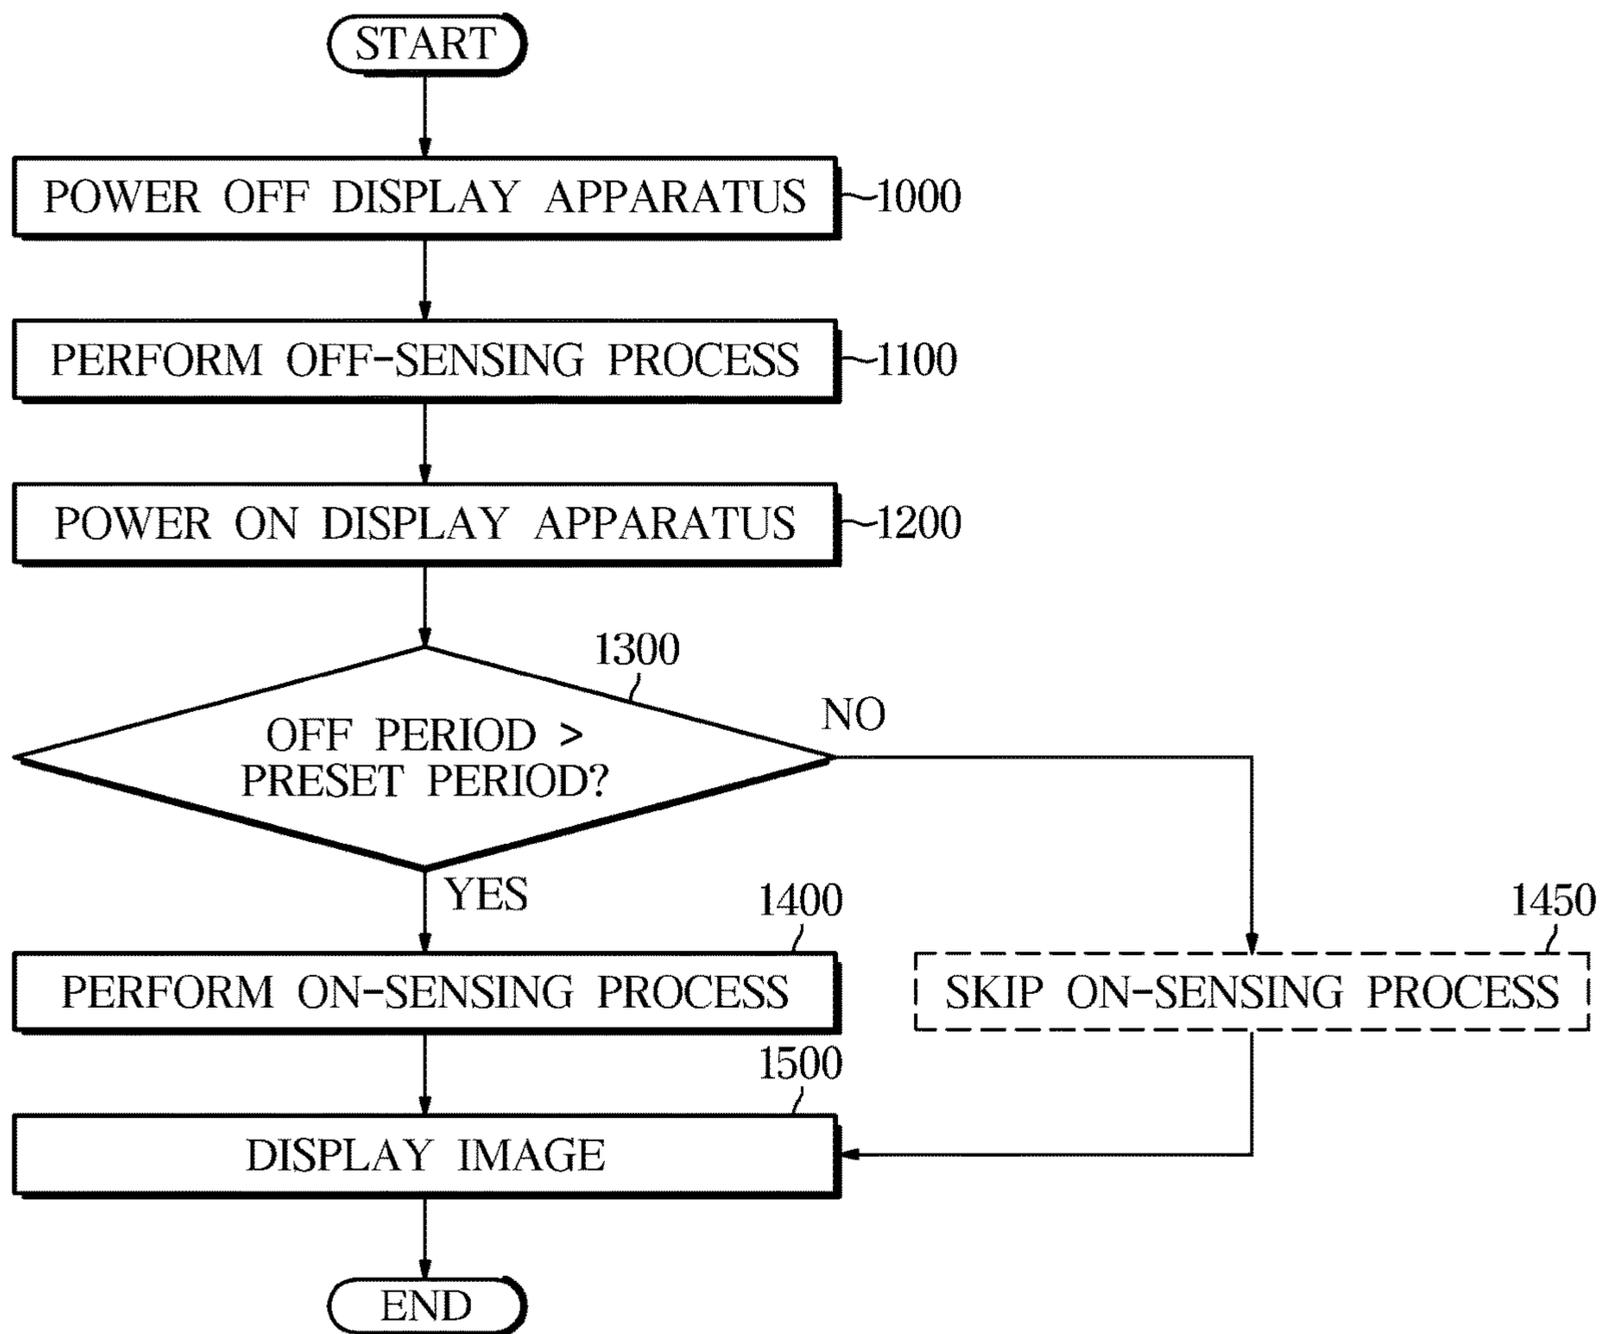 START
POWER OFF DISPLAY APPARATUS
1000
PERFORM OFF-SENSING PROCESS
1100
POWER ON DISPLAY APPARATUS
1200
1300
OFF PERIOD >
PRESET PERIOD?
NO
YES
1400
PERFORM ON-SENSING PROCESS
1450
SKIP ON-SENSING PROCESS
1500
DISPLAY IMAGE
END